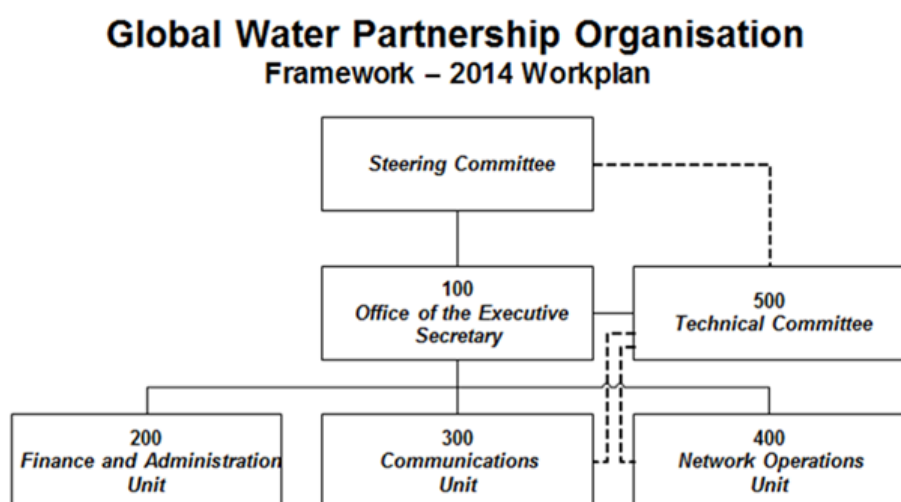 Global Water Partnership Organisation
Framework – 2014 Workplan
Steering Committee
100
Office of the Executive
Secretary
500
Technical Committee
200
Finance and Administration
Unit
300
Communications
Unit
400
Network Operations
Unit